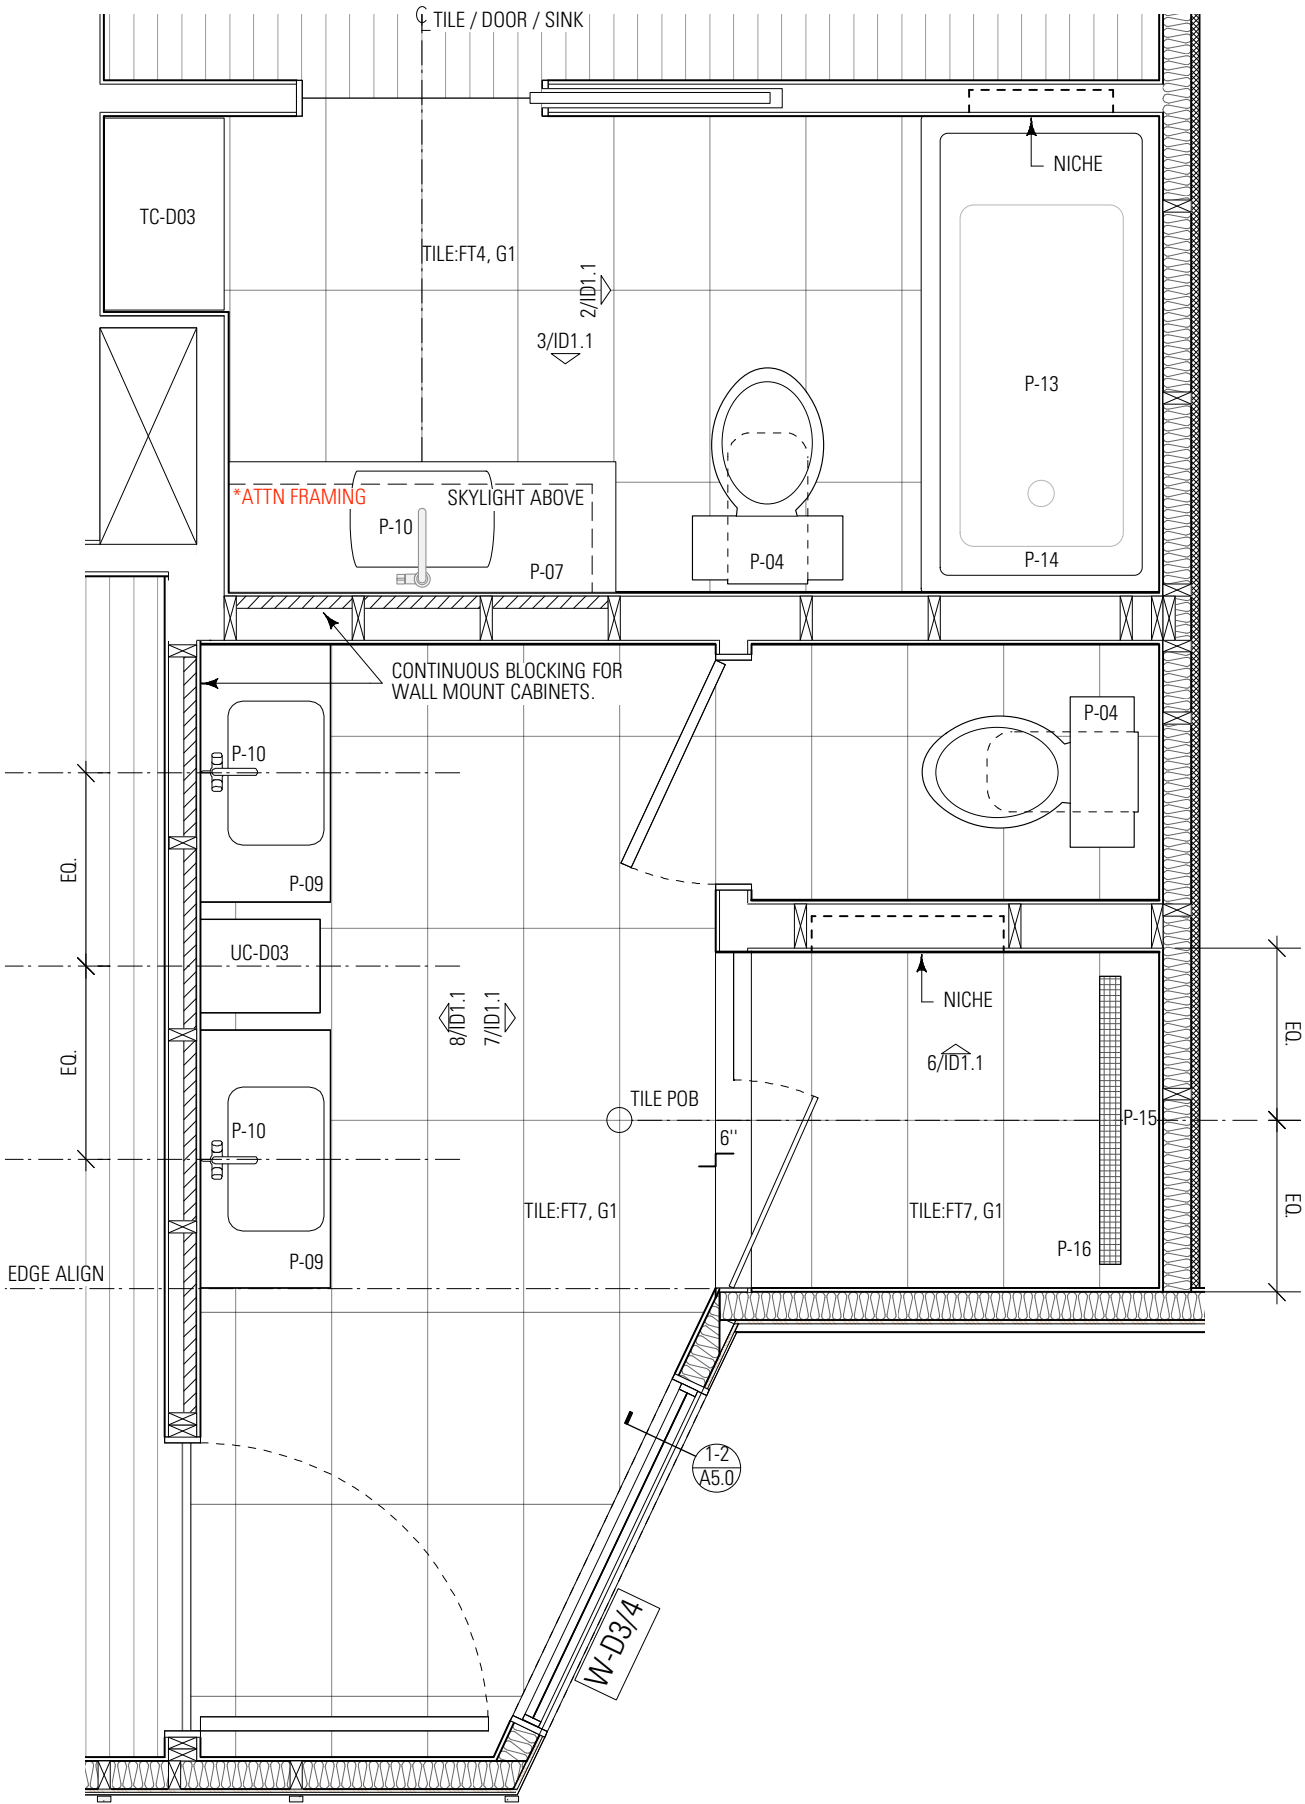 ℄ TILE / DOOR / SINK
NICHE
TC-D03
TILE:FT4, G1
2/ID1.1
3/ID1.1
P-13
*ATTN FRAMING
SKYLIGHT ABOVE
P-10
P-07
P-04
P-14
CONTINUOUS BLOCKING FOR
WALL MOUNT CABINETS.
P-04
P-10
EQ.
P-09
UC-D03
NICHE
8/ID1.1
7/ID1.1
6/ID1.1
EQ.
EQ.
TILE POB
P-15
P-10
6"
TILE:FT7, G1
TILE:FT7, G1
EQ.
P-16
P-09
EDGE ALIGN
1-2
A5.0
W-D3/4